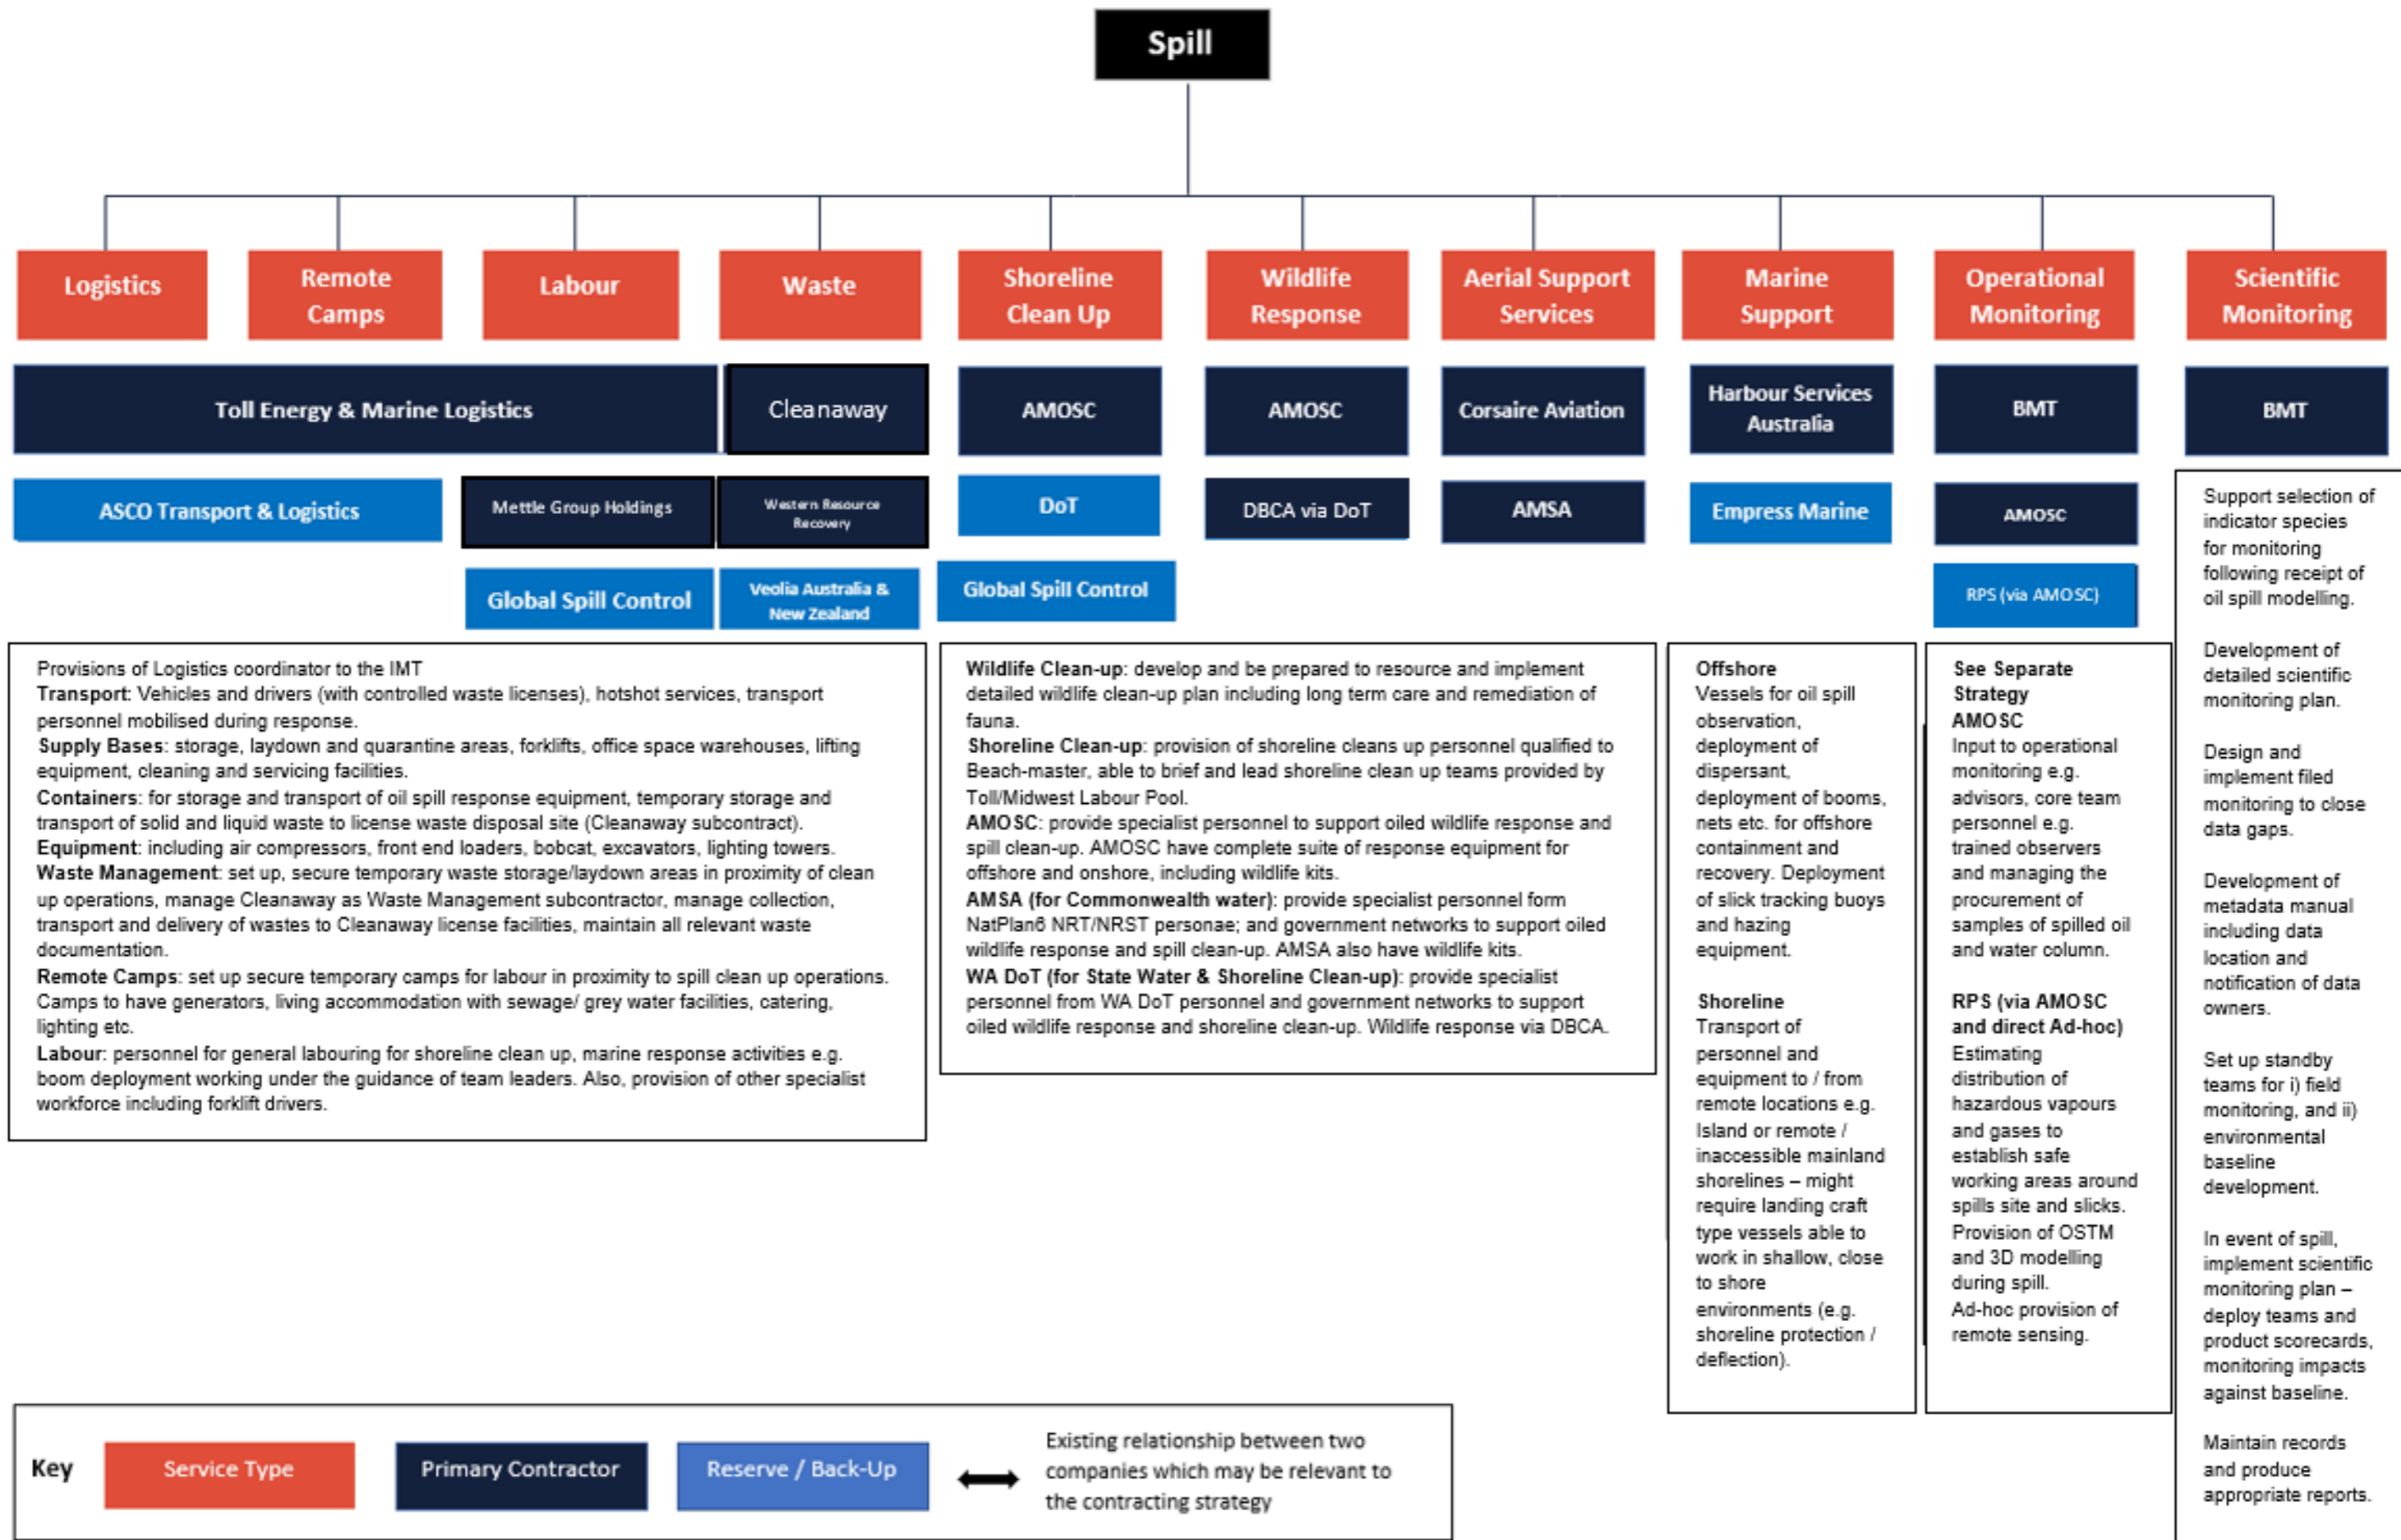 Spill
Logistics
Remote
Camps
Labour
Waste
Shoreline
Clean Up
Wildlife
Response
Aerial Support
Services
Marine
Support
Operational
Monitoring
Scientific
Monitoring
Toll Energy & Marine Logistics
Cleanaway
AMOSC
AMOSC
Corsaire Aviation
Harbour Services
Australia
BMT
BMT
ASCO Transport & Logistics
Mettle Group Holdings
Western Resource
Recovery
DoT
DBCA via DoT
AMSA
Empress Marine
AMOSC
Global Spill Control
Veolia Australia &
New Zealand
Global Spill Control
RPS (via AMOSC)
Provisions of Logistics coordinator to the IMT
Transport: Vehicles and drivers (with controlled waste licenses), hotshot services, transport
personnel mobilised during response.
Supply Bases: storage, laydown and quarantine areas, forklifts, office space warehouses, lifting
equipment, cleaning and servicing facilities.
Containers: for storage and transport of oil spill response equipment, temporary storage and
transport of solid and liquid waste to license waste disposal site (Cleanaway subcontract).
Equipment: including air compressors, front end loaders, bobcat, excavators, lighting towers.
Waste Management: set up, secure temporary waste storage/laydown areas in proximity of clean
up operations, manage Cleanaway as Waste Management subcontractor, manage collection,
transport and delivery of wastes to Cleanaway license facilities, maintain all relevant waste
documentation.
Remote Camps: set up secure temporary camps for labour in proximity to spill clean up operations.
Camps to have generators, living accommodation with sewage/ grey water facilities, catering,
lighting etc.
Labour: personnel for general labouring for shoreline clean up, marine response activities e.g.
boom deployment working under the guidance of team leaders. Also, provision of other specialist
workforce including forklift drivers.
Wildlife Clean-up: develop and be prepared to resource and implement
detailed wildlife clean-up plan including long term care and remediation of
fauna.
Shoreline Clean-up: provision of shoreline cleans up personnel qualified to
Beach-master, able to brief and lead shoreline clean up teams provided by
Toll/Midwest Labour Pool.
AMOSC: provide specialist personnel to support oiled wildlife response and
spill clean-up. AMOSC have complete suite of response equipment for
offshore and onshore, including wildlife kits.
AMSA (for Commonwealth water): provide specialist personnel form
NatPlan6 NRT/NRST personae; and government networks to support oiled
wildlife response and spill clean-up. AMSA also have wildlife kits.
WA DoT (for State Water & Shoreline Clean-up): provide specialist
personnel from WA DoT personnel and government networks to support
oiled wildlife response and shoreline clean-up. Wildlife response via DBCA.
Offshore
Vessels for oil spill
observation,
deployment of
dispersant,
deployment of booms,
nets etc. for offshore
containment and
recovery. Deployment
of slick tracking buoys
and hazing
equipment.
Shoreline
Transport of
personnel and
equipment to / from
remote locations e.g.
Island or remote /
inaccessible mainland
shorelines – might
require landing craft
type vessels able to
work in shallow, close
to shore
environments (e.g.
shoreline protection /
deflection).
See Separate
Strategy
AMOSC
Input to operational
monitoring e.g.
advisors, core team
personnel e.g.
trained observers
and managing the
procurement of
samples of spilled oil
and water column.
RPS (via AMOSC
and direct Ad-hoc)
Estimating
distribution of
hazardous vapours
and gases to
establish safe
working areas around
spills site and slicks.
Provision of OSTM
and 3D modelling
during spill.
Ad-hoc provision of
remote sensing.
Support selection of
indicator species
for monitoring
following receipt of
oil spill modelling.
Development of
detailed scientific
monitoring plan.
Design and
implement filed
monitoring to close
data gaps.
Development of
metadata manual
including data
location and
notification of data
owners.
Set up standby
teams for i) field
monitoring, and ii)
environmental
baseline
development.
In event of spill,
implement scientific
monitoring plan –
deploy teams and
product scorecards,
monitoring impacts
against baseline.
Maintain records
and produce
appropriate reports.
Key
Service Type
Primary Contractor
Reserve / Back-Up
Existing relationship between two
companies which may be relevant to
the contracting strategy